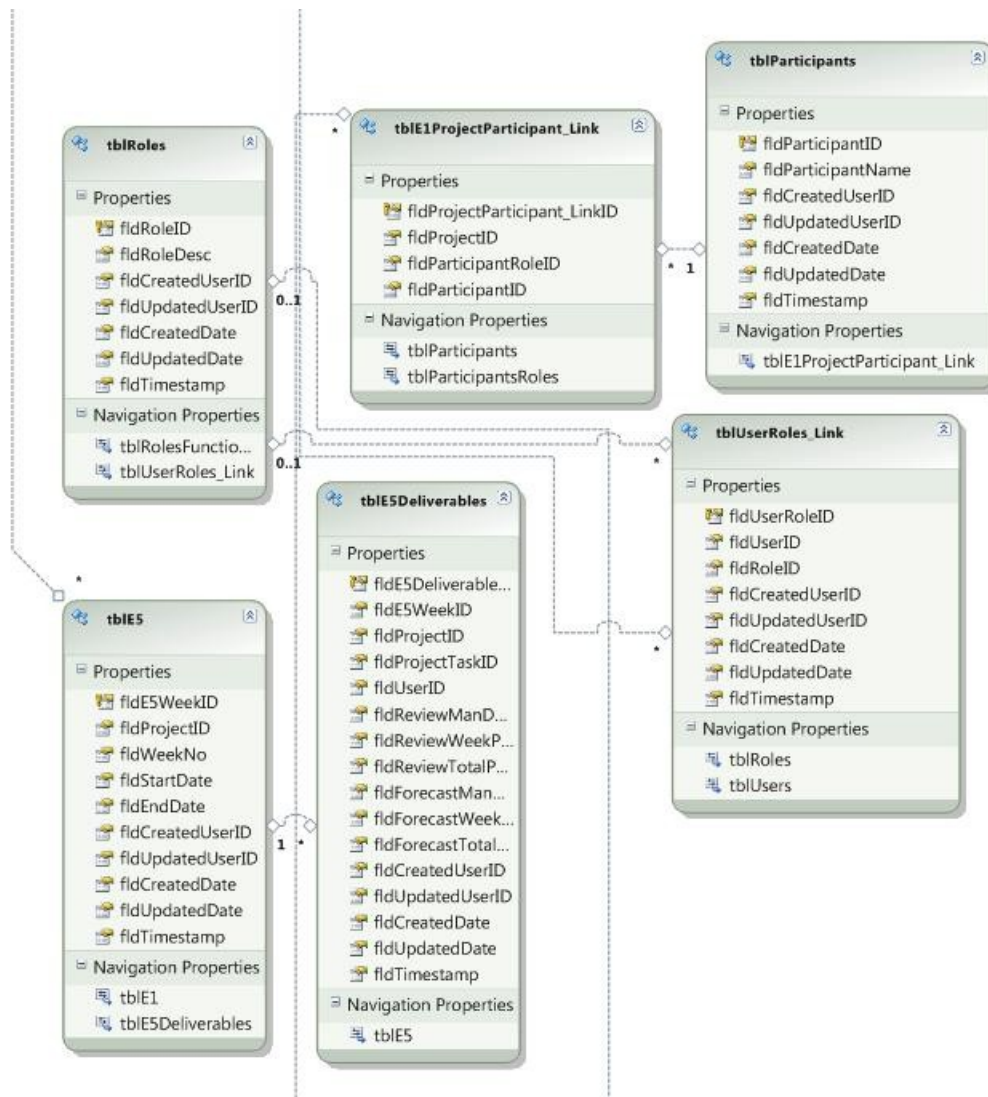 tblRoles
Properties
fldRoleID
fldRoleDesc
fldCreatedUserID
fldUpdatedUserID
fldCreatedDate
fldUpdatedDate
fldTimestamp
Navigation Properties
tblRolesFunctio...
tblUserRoles_Link
0..1
0..1
*
tblE1ProjectParticipant_Link
Properties
fldProjectParticipant_LinkID
fldProjectID
fldParticipantRoleID
fldParticipantID
Navigation Properties
tblParticipants
tblParticipantsRoles
* 1
tblParticipants
Properties
fldParticipantID
fldParticipantName
fldCreatedUserID
fldUpdatedUserID
fldCreatedDate
fldUpdatedDate
fldTimestamp
Navigation Properties
tblE1ProjectParticipant_Link
*
*
tblUserRoles_Link
Properties
fldUserRoleID
fldUserID
fldRoleID
fldCreatedUserID
fldUpdatedUserID
fldCreatedDate
fldUpdatedDate
fldTimestamp
Navigation Properties
tblRoles
tblUsers
*
tblE5
Properties
fldE5WeekID
fldProjectID
fldWeekNo
fldStartDate
fldEndDate
fldCreatedUserID
fldUpdatedUserID
fldCreatedDate
fldUpdatedDate
fldTimestamp
Navigation Properties
tblE1
tblE5Deliverables
1 *
tblE5Deliverables
Properties
fldE5Deliverable...
fldE5WeekID
fldProjectID
fldProjectTaskID
fldUserID
fldReviewManD...
fldReviewWeekP...
fldReviewTotalP...
fldForecastMan...
fldForecastWeek...
fldForecastTotal...
fldCreatedUserID
fldUpdatedUserID
fldCreatedDate
fldUpdatedDate
fldTimestamp
Navigation Properties
tblE5